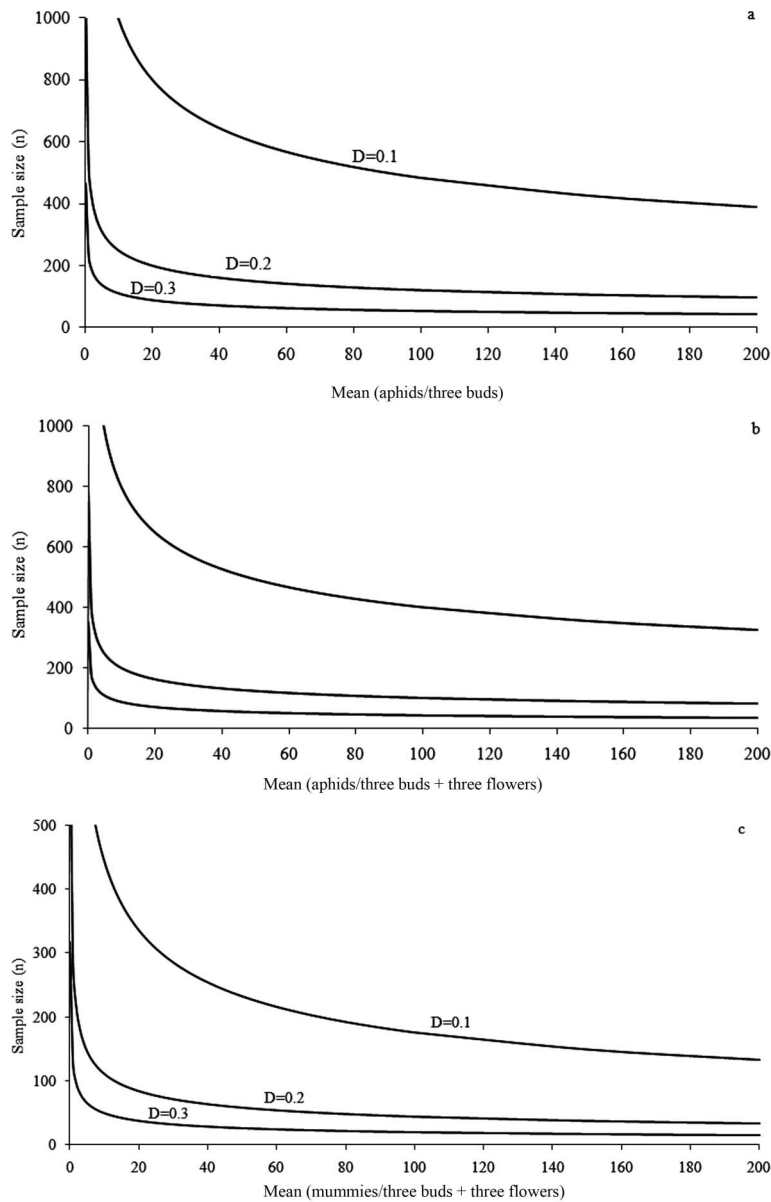 a
1000
800
600
400
200
0
Sample size (n)
D=0.1
D=0.2
D=0.3
0 20 40 60 80 100 120 140 160 180 200
Mean (aphids/three buds)
b
1000
800
600
400
200
0
Sample size (n)
0 20 40 60 80 100 120 140 160 180 200
Mean (aphids/three buds + three flowers)
c
500
400
300
200
100
0
Sample size (n)
D=0.1
D=0.2
D=0.3
0 20 40 60 80 100 120 140 160 180 200
Mean (mummies/three buds + three flowers)